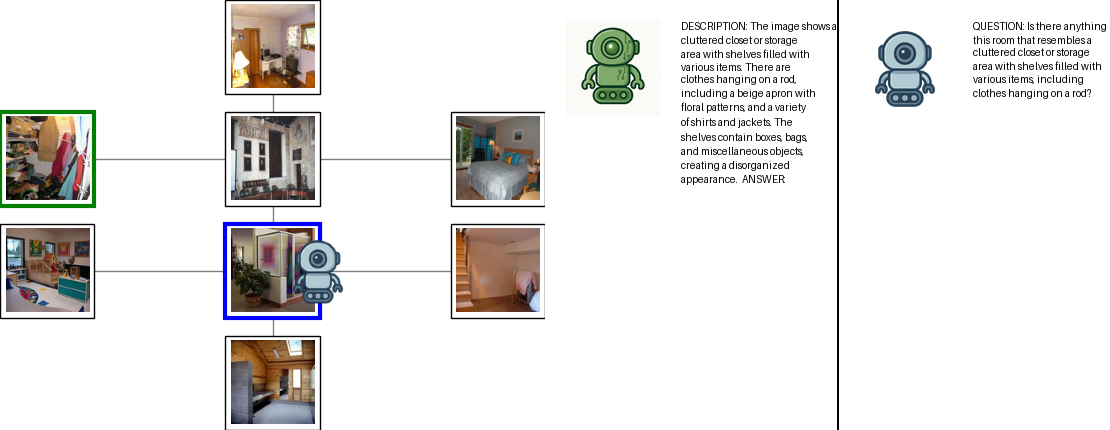 DESCRIPTION: The image shows a
cluttered closet or storage
area with shelves filled with
various items. There are
clothes hanging on a rod,
including a beige apron with
floral patterns, and a variety
of shirts and jackets. The
shelves contain boxes, bags,
and miscellaneous objects,
creating a disorganized
appearance. ANSWER:
QUESTION: Is there anything
this room that resembles a
cluttered closet or storage
area with shelves filled with
various items, including
clothes hanging on a rod?